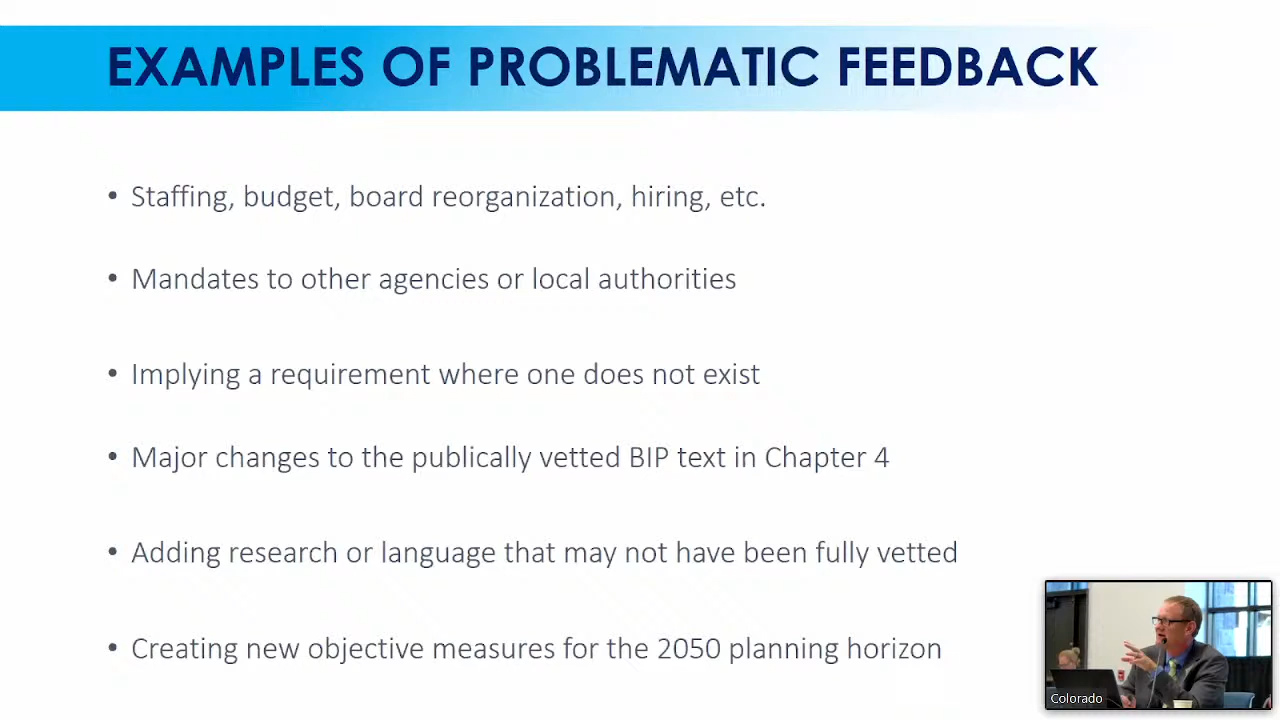 EXAMPLES OF PROBLEMATIC FEEDBACK
• Staffing, budget, board reorganization, hiring, etc.
• Mandates to other agencies or local authorities
• Implying a requirement where one does not exist
• Major changes to the publically vetted BIP text in Chapter 4
• Adding research or language that may not have been fully vetted
• Creating new objective measures for the 2050 planning horizon
Colorado